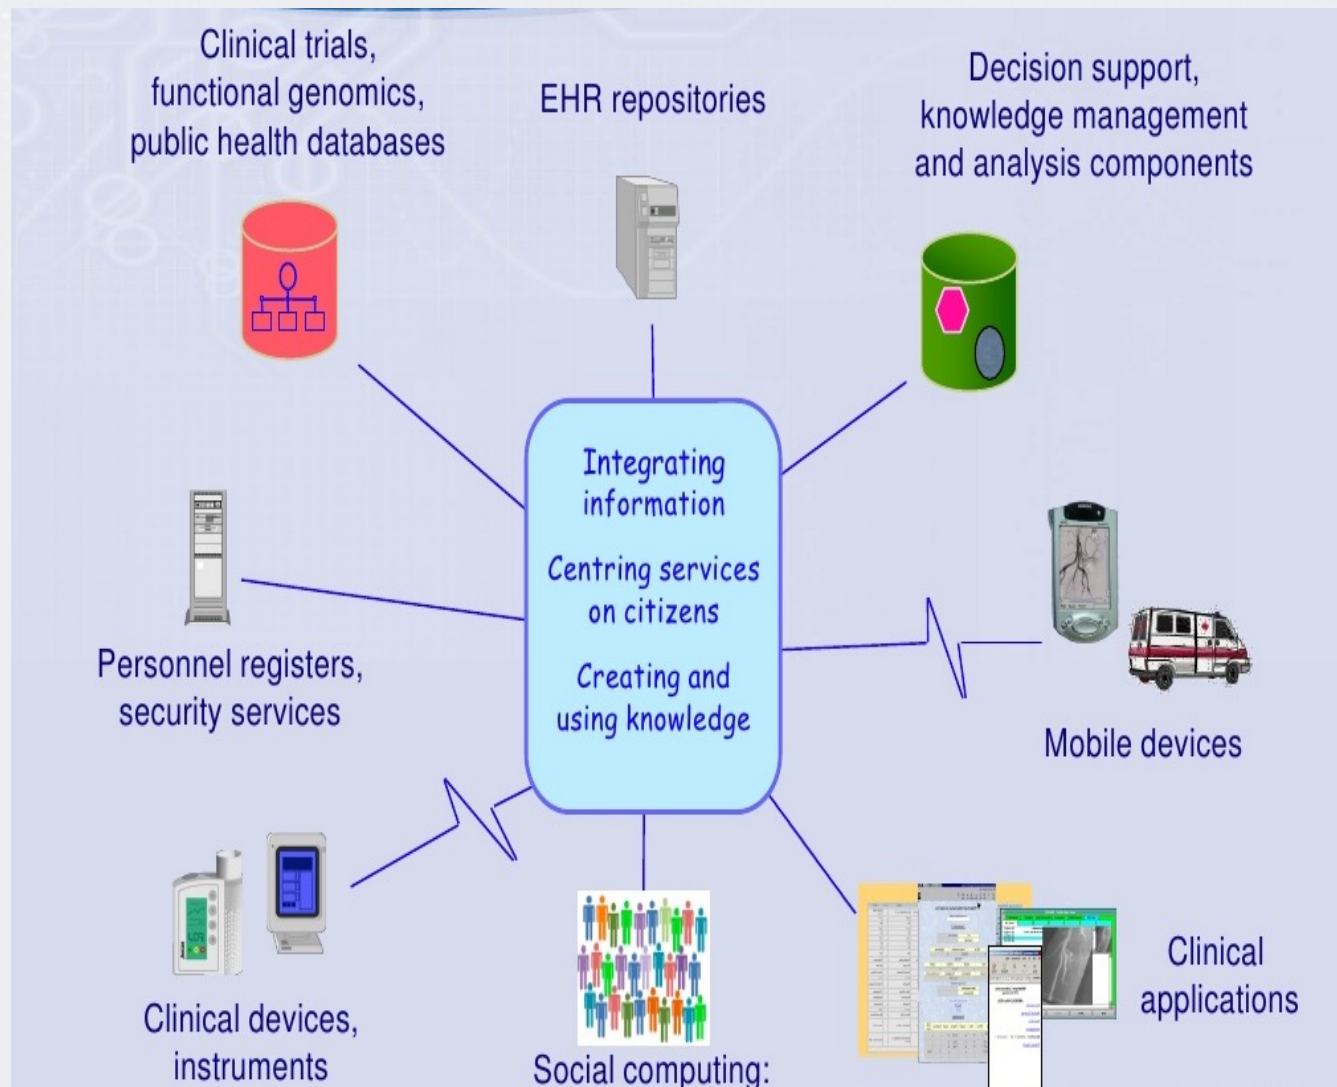 Clinical trials,
functional genomics,
public health databases
EHR repositories
Decision support,
knowledge management
and analysis components
Integrating
information
Centring services
on citizens
Creating and
using knowledge
Personnel registers,
security services
Mobile devices
Clinical devices,
instruments
Social computing:
Clinical
applications